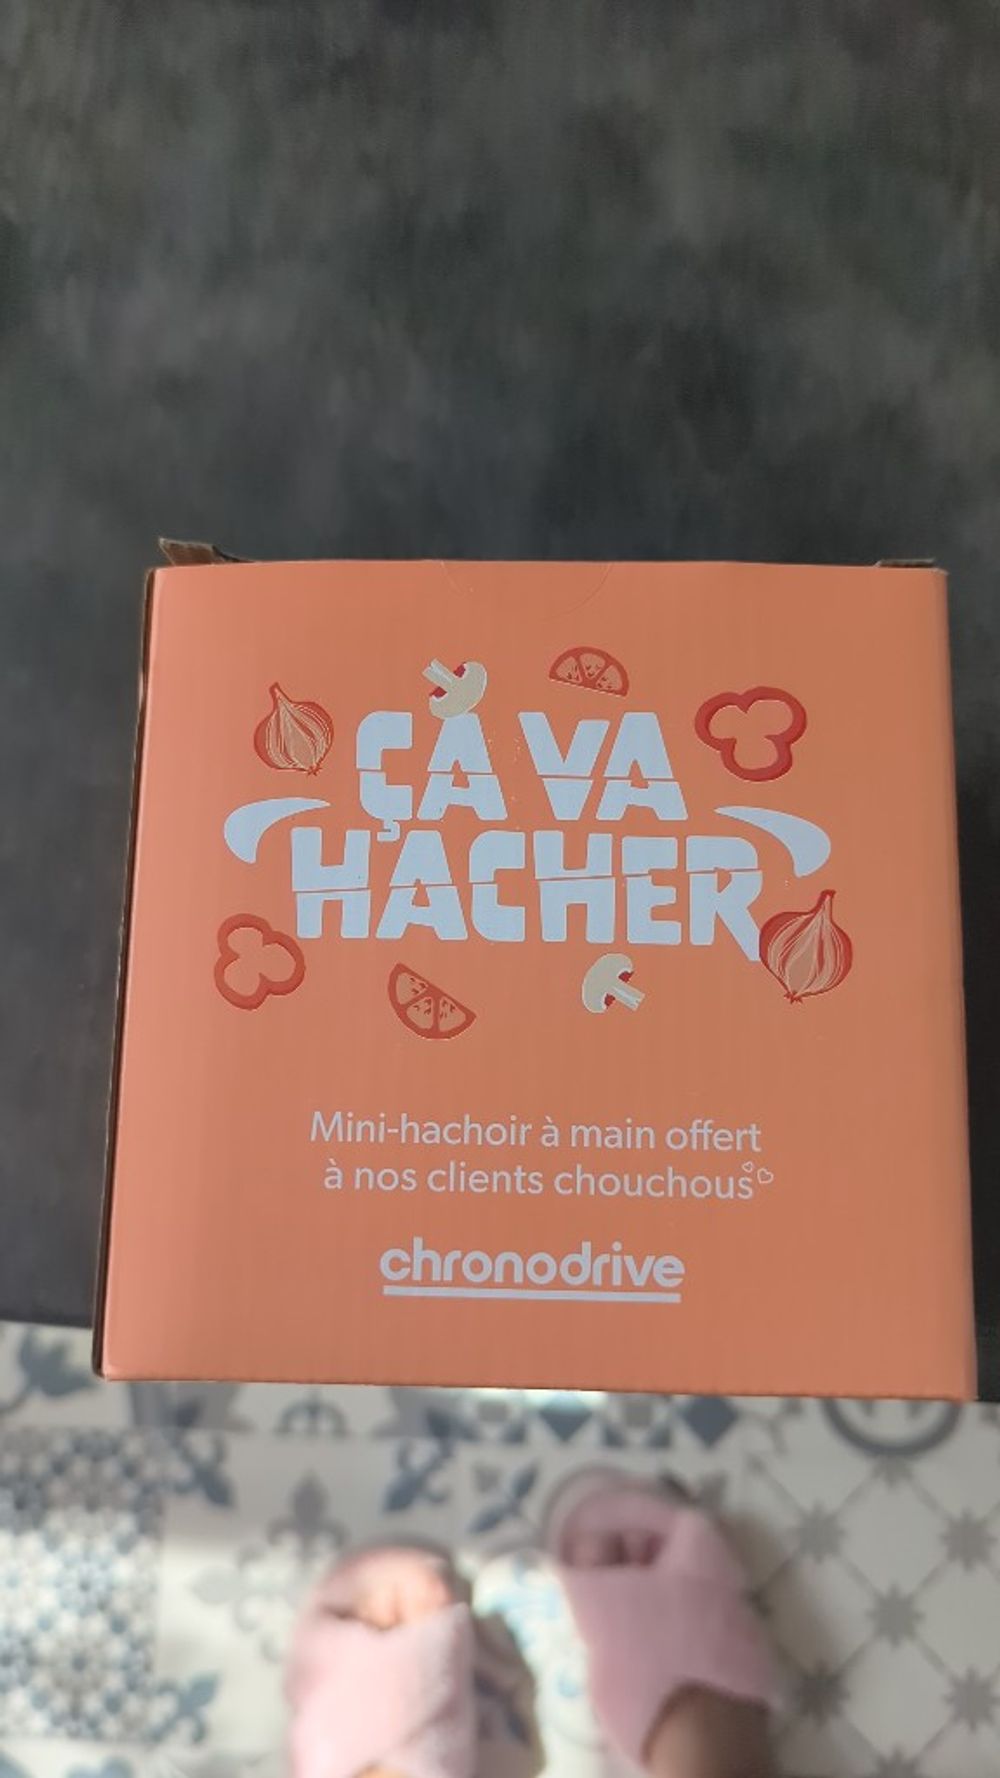 ÇA VA
HACHER
Mini-hachoir à main offert
à nos clients chouchous
chronodrive